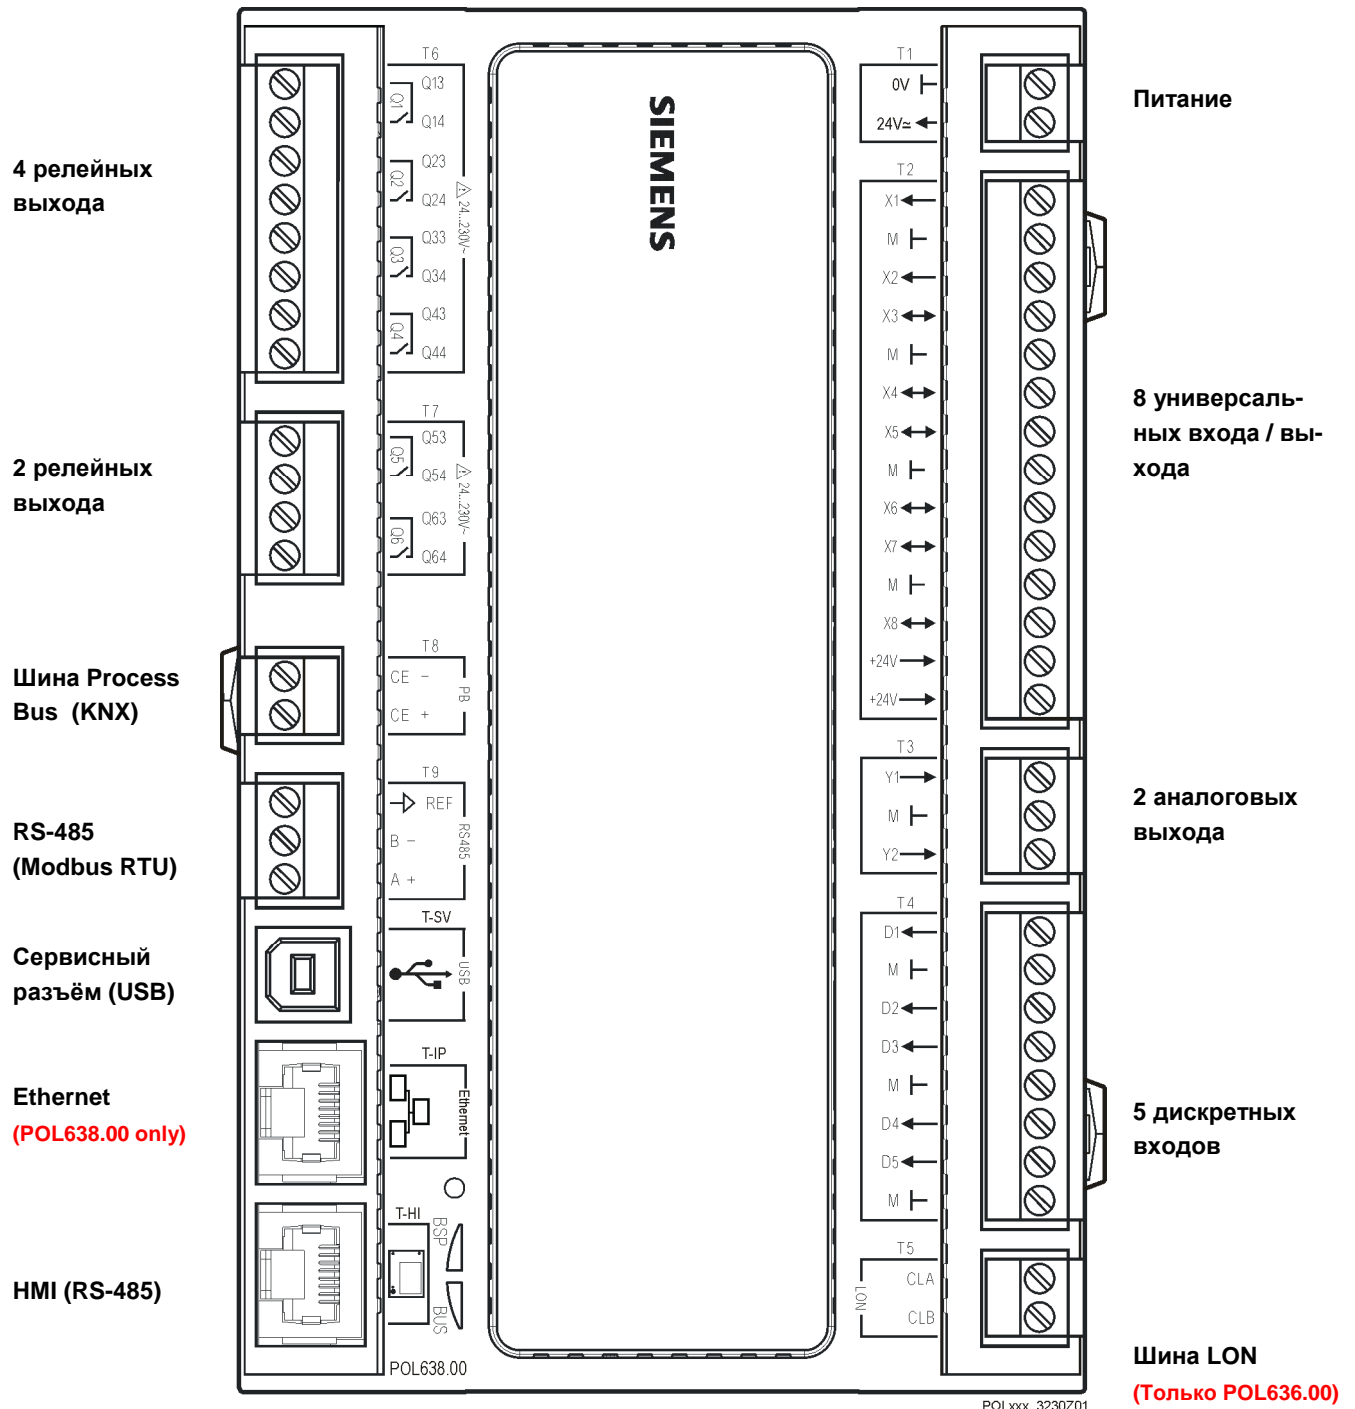 4 релейных
выхода
2 релейных
выхода
Шина Process
Bus (KNX)
RS-485
(Modbus RTU)
Сервисный
разъём (USB)
Ethernet
(POL638.00 only)
HMI (RS-485)
T6
Q13
Q1
Q14
Q23
Q2
Q24
24...230V~
Q33
Q3
Q34
Q43
Q4
Q44
T7
Q53
Q5
Q54
24...230V~
Q63
Q6
Q64
T8
CE -
PB
CE +
T9
REF
RS485
B -
A +
T-SV
USB
T-IP
Ethernet
T-HI
BSP
BUS
POL638.00
SIEMENS
T1
0V
24V≃
T2
X1
M
X2
X3
M
X4
X5
M
X6
X7
M
X8
+24V
+24V
T3
Y1
M
Y2
T4
D1
M
D2
D3
M
D4
D5
M
T5
CLA
LON
CLB
Питание
8 универсаль-
ных входа / вы-
хода
2 аналоговых
выхода
5 дискретных
входов
Шина LON
(Только POL636.00)
POLxxx_3230Z01